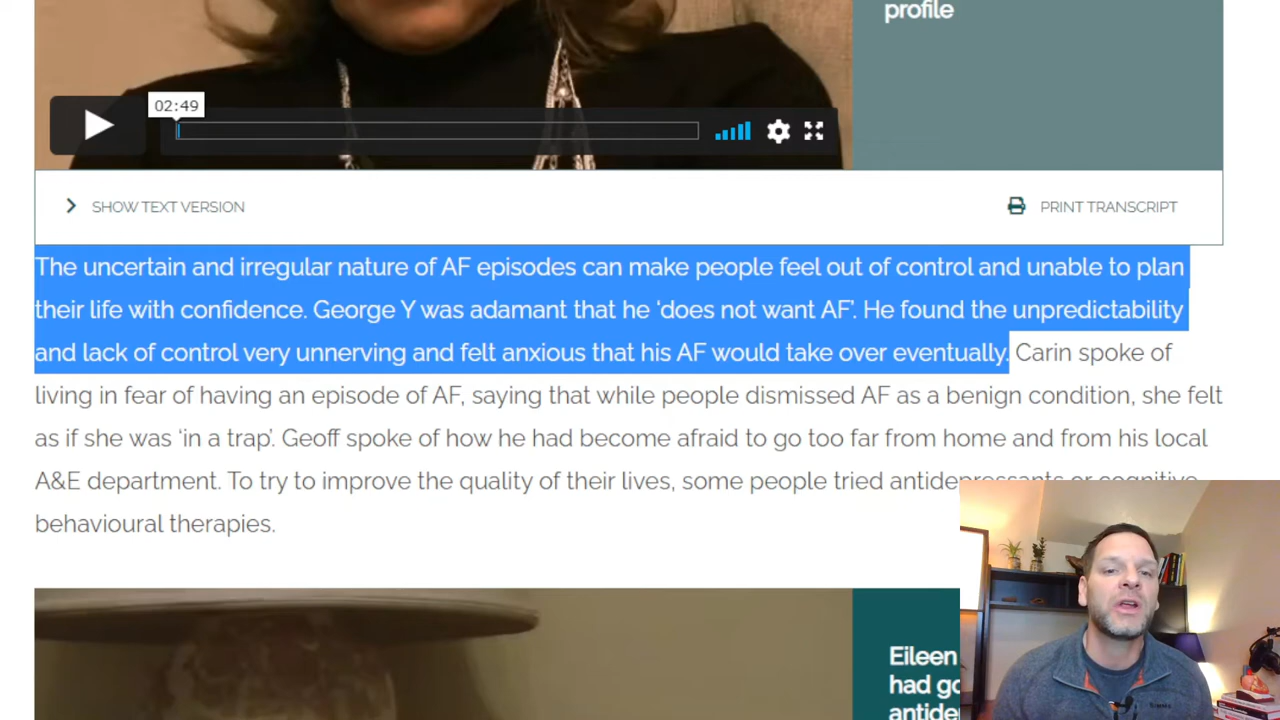 profile
02:49
SHOW TEXT VERSION
PRINT TRANSCRIPT
The uncertain and irregular nature of AF episodes can make people feel out of control and unable to plan
their life with confidence. George Y was adamant that he ‘does not want AF’. He found the unpredictability
and lack of control very unnerving and felt anxious that his AF would take over eventually. Carin spoke of
living in fear of having an episode of AF, saying that while people dismissed AF as a benign condition, she felt
as if she was ‘in a trap’. Geoff spoke of how he had become afraid to go too far from home and from his local
A&E department. To try to improve the quality of their lives, some people tried antidepressants or cognitive
behavioural therapies.
Eileen
had